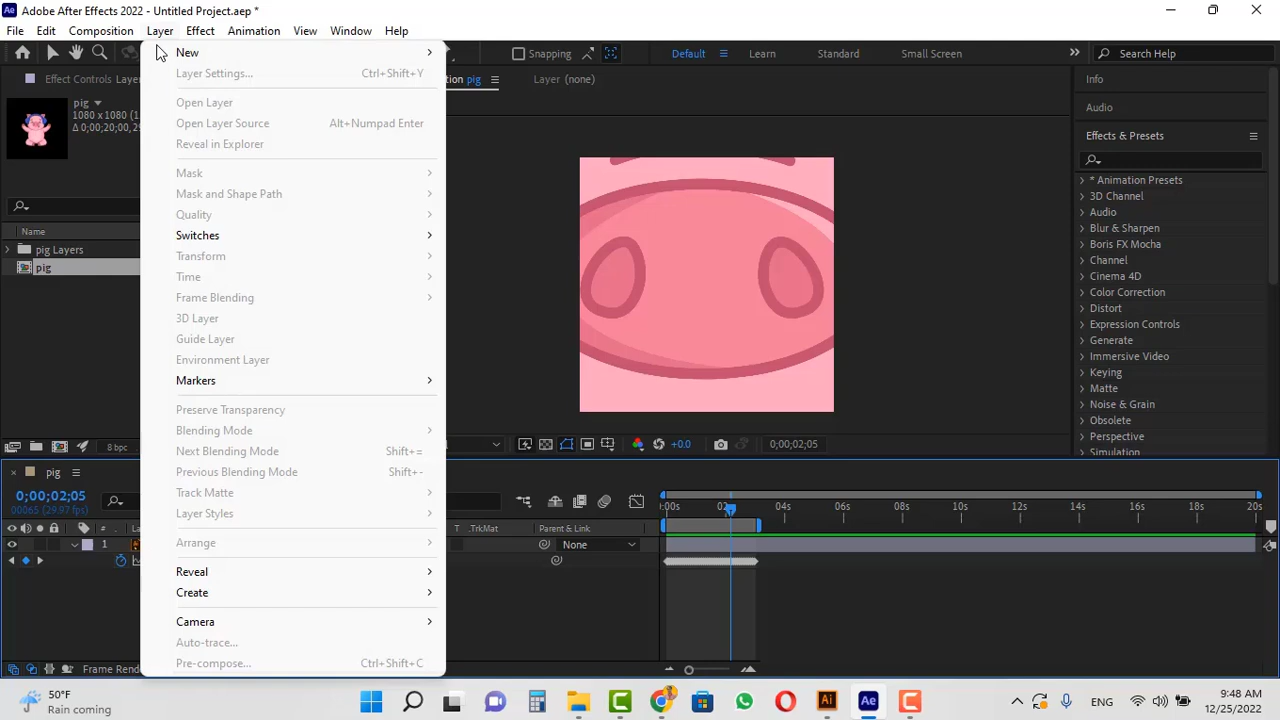 Adobe After Effects 2022 - Untitled Project.aep *
File Edit Composition Layer Effect Animation View Window Help
Snapping Default Learn Standard Small Screen Search Help
New
Layer Settings... Ctrl+Shift+Y
Open Layer
Open Layer Source Alt+Numpad Enter
Reveal in Explorer
Mask
Mask and Shape Path
Quality
Switches
Transform
Time
Frame Blending
3D Layer
Guide Layer
Environment Layer
Markers
Preserve Transparency
Blending Mode
Next Blending Mode Shift+=
Previous Blending Mode Shift+-
Track Matte
Layer Styles
Arrange
Reveal
Create
Camera
Auto-trace...
Pre-compose... Ctrl+Shift+C
Effect Controls
pig
1080 x 1080
Δ 0;00;20;00, 29
Name
pig Layers
pig
8 bpc
pig
Layer (none)
+0.0
0;00;02;05
Info
Audio
Effects & Presets
* Animation Presets
3D Channel
Audio
Blur & Sharpen
Boris FX Mocha
Channel
Cinema 4D
Color Correction
Distort
Expression Controls
Generate
Immersive Video
Keying
Matte
Noise & Grain
Obsolete
Perspective
Simulation
pig
0;00;02;05
00065 (29.97 fps)
T .TrkMat Parent & Link
1 None
:00s 04s 06s 08s 10s 12s 14s 16s 18s 20s
50°F
Rain coming
Ai
Ae
ENG
9:48 AM
12/25/2022